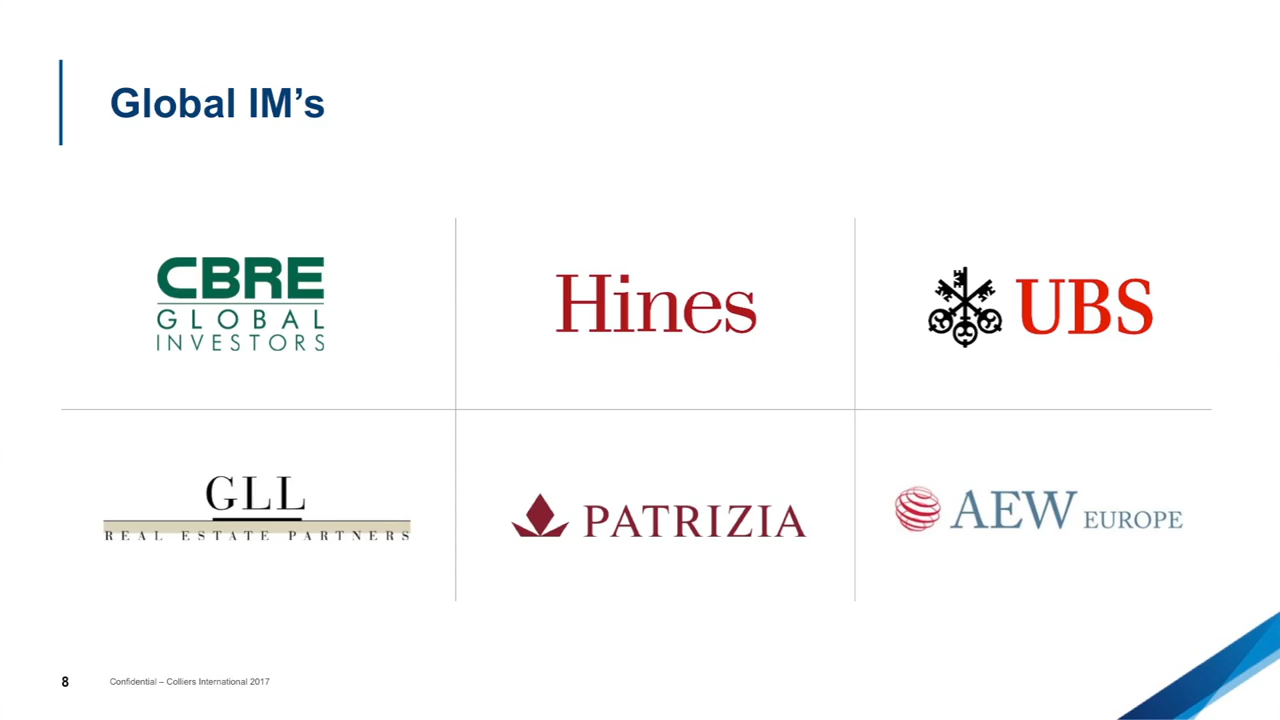 Global IM’s
CBRE
GLOBAL
INVESTORS
Hines
UBS
GLL
REAL ESTATE PARTNERS
PATRIZIA
AEW EUROPE
8
Confidential – Colliers International 2017